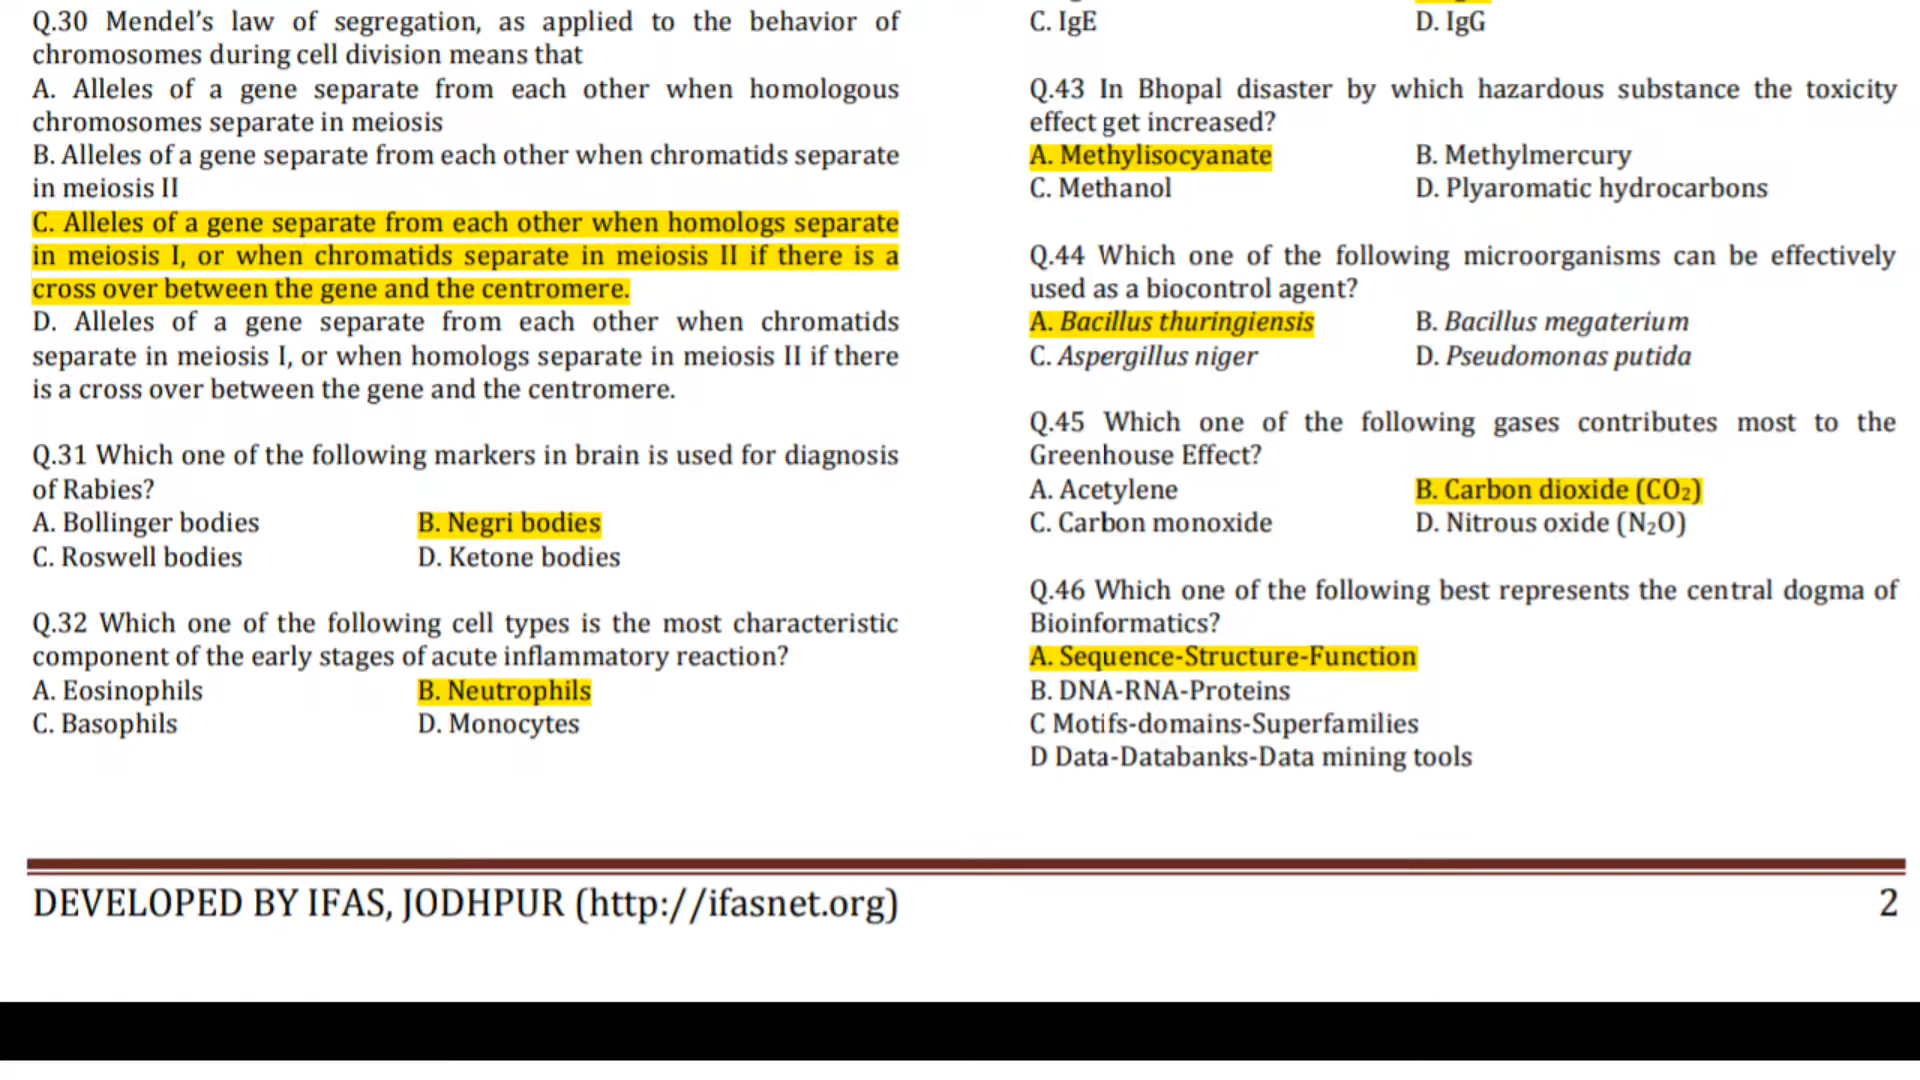 Q.30 Mendel's law of segregation, as applied to the behavior of
chromosomes during cell division means that
A. Alleles of a gene separate from each other when homologous
chromosomes separate in meiosis
B. Alleles of a gene separate from each other when chromatids separate
in meiosis II
C. Alleles of a gene separate from each other when homologs separate
in meiosis I, or when chromatids separate in meiosis II if there is a
cross over between the gene and the centromere.
D. Alleles of a gene separate from each other when chromatids
separate in meiosis I, or when homologs separate in meiosis II if there
is a cross over between the gene and the centromere.
Q.31 Which one of the following markers in brain is used for diagnosis
of Rabies?
A. Bollinger bodies B. Negri bodies
C. Roswell bodies D. Ketone bodies
Q.32 Which one of the following cell types is the most characteristic
component of the early stages of acute inflammatory reaction?
A. Eosinophils B. Neutrophils
C. Basophils D. Monocytes
C. IgE D. IgG
Q.43 In Bhopal disaster by which hazardous substance the toxicity
effect get increased?
A. Methylisocyanate B. Methylmercury
C. Methanol D. Plyaromatic hydrocarbons
Q.44 Which one of the following microorganisms can be effectively
used as a biocontrol agent?
A. Bacillus thuringiensis B. Bacillus megaterium
C. Aspergillus niger D. Pseudomonas putida
Q.45 Which one of the following gases contributes most to the
Greenhouse Effect?
A. Acetylene B. Carbon dioxide (CO₂)
C. Carbon monoxide D. Nitrous oxide (N₂O)
Q.46 Which one of the following best represents the central dogma of
Bioinformatics?
A. Sequence-Structure-Function
B. DNA-RNA-Proteins
C Motifs-domains-Superfamilies
D Data-Databanks-Data mining tools
DEVELOPED BY IFAS, JODHPUR (http://ifasnet.org) 2